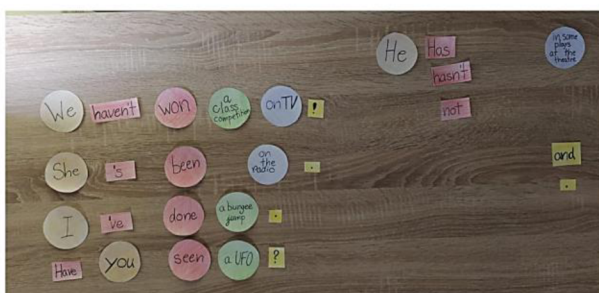 He Has in some plays at the theatre
hasn't
We haven't won a class competition on TV !
not
She 's been on the Radio . and
.
I 've done a bungee jump .
Have you seen a UFO ?